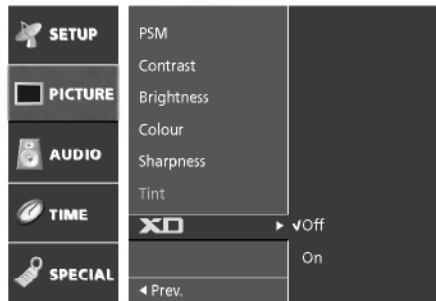 SETUP
PICTURE
AUDIO
TIME
SPECIAL
PSM
Contrast
Brightness
Colour
Sharpness
Tint
XD
◀ Prev.
▶ √Off
On